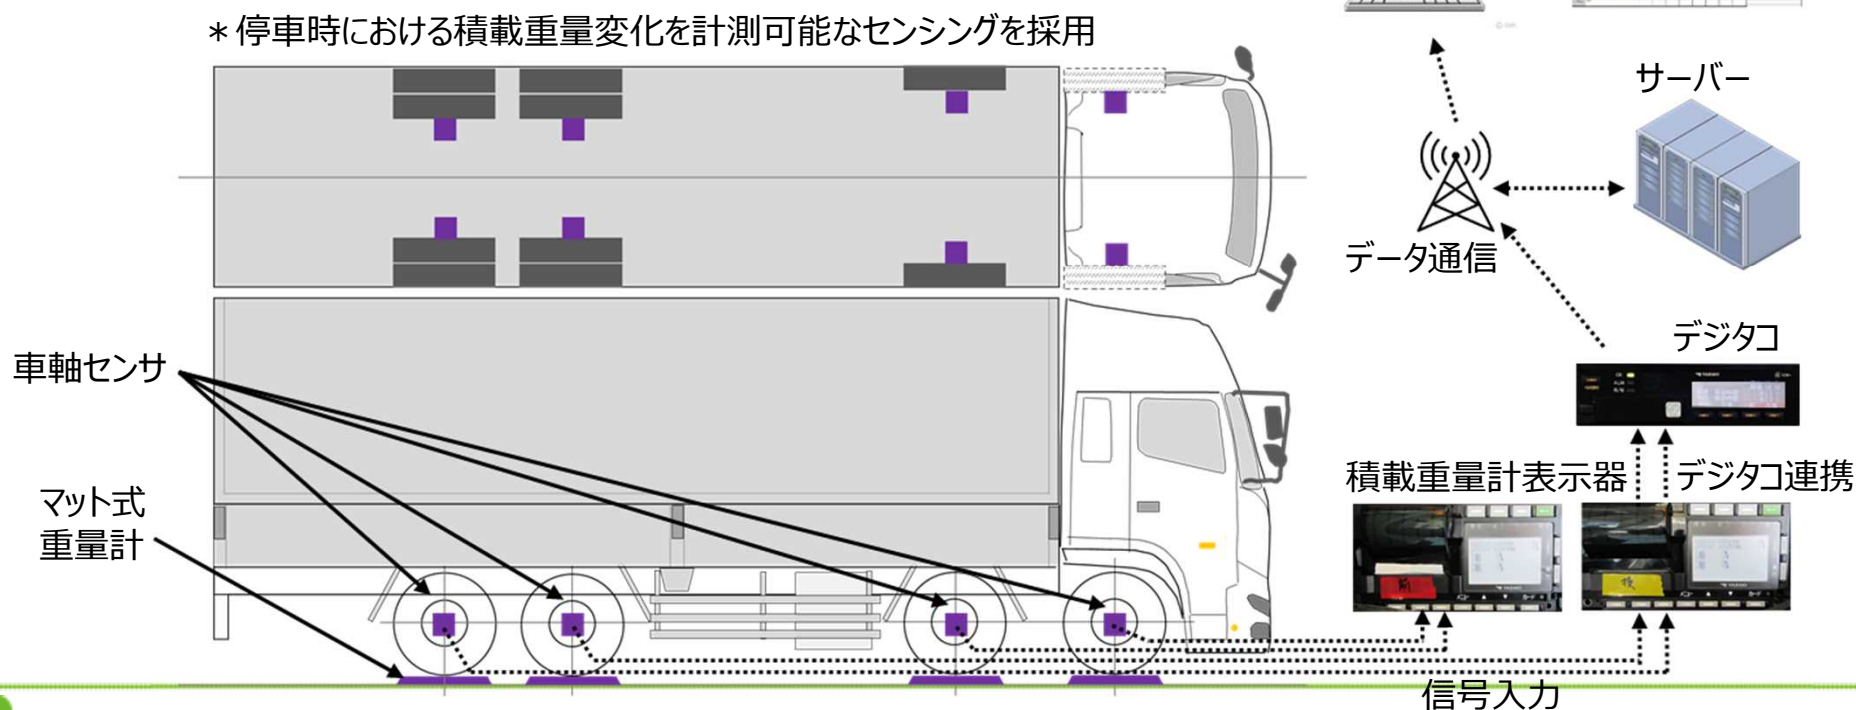 ＊停車時における積載重量変化を計測可能なセンシングを採用
サーバー
データ通信
デジタコ
車軸センサ
積載重量計表示器
デジタコ連携
マット式
重量計
信号入力